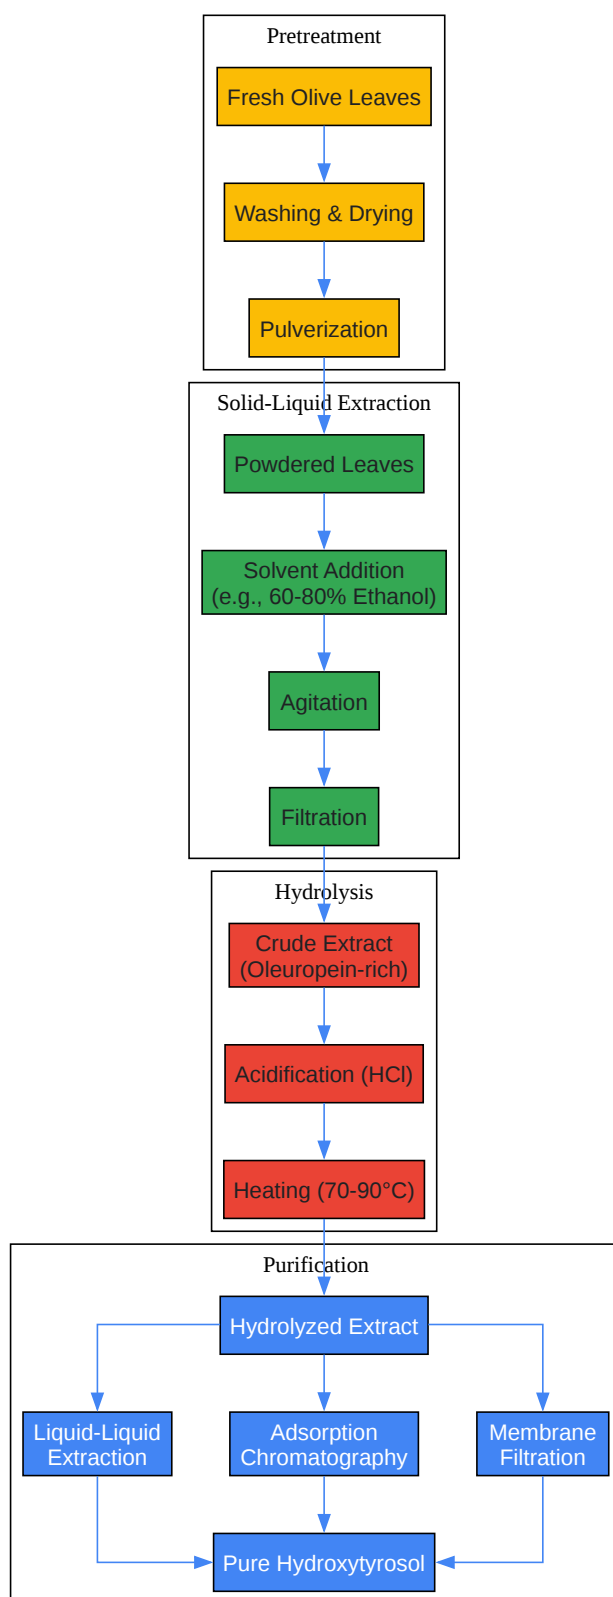 Pretreatment
Fresh Olive Leaves
Washing & Drying
Pulverization
Solid-Liquid Extraction
Powdered Leaves
Solvent Addition
(e.g., 60-80% Ethanol)
Agitation
Filtration
Hydrolysis
Crude Extract
(Oleuropein-rich)
Acidification (HCl)
Heating (70-90°C)
Purification
Hydrolyzed Extract
Liquid-Liquid
Extraction
Adsorption
Chromatography
Membrane
Filtration
Pure Hydroxytyrosol